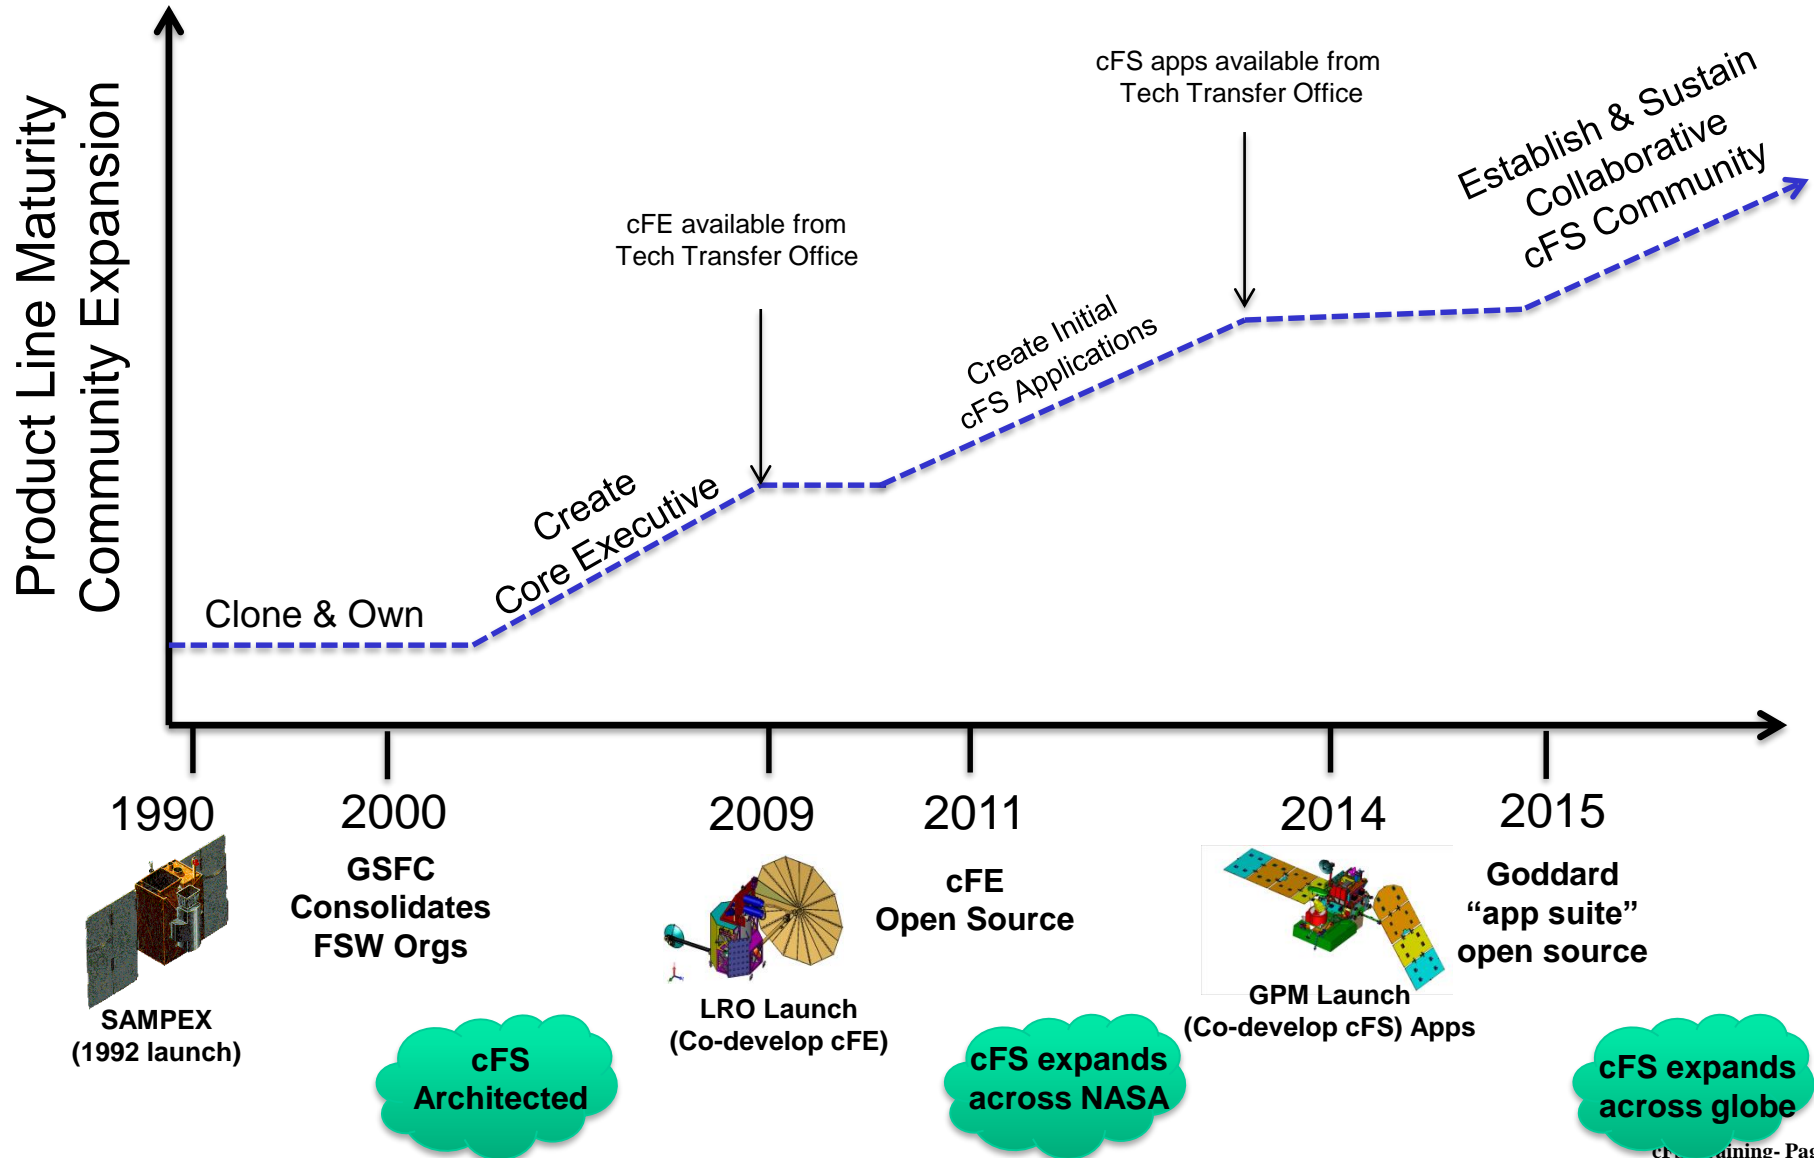 Product Line Maturity
Community Expansion
cFS apps available from
Tech Transfer Office
Establish & Sustain
Collaborative
cFS Community
cFE available from
Tech Transfer Office
Create Initial
cFS Applications
Create
Core Executive
Clone & Own
1990
2000
2009
2011
2014
2015
SAMPEX
(1992 launch)
GSFC
Consolidates
FSW Orgs
LRO Launch
(Co-develop cFE)
cFE
Open Source
GPM Launch
(Co-develop cFS) Apps
Goddard
“app suite”
open source
cFS
Architected
cFS expands
across NASA
cFS expands
across globe